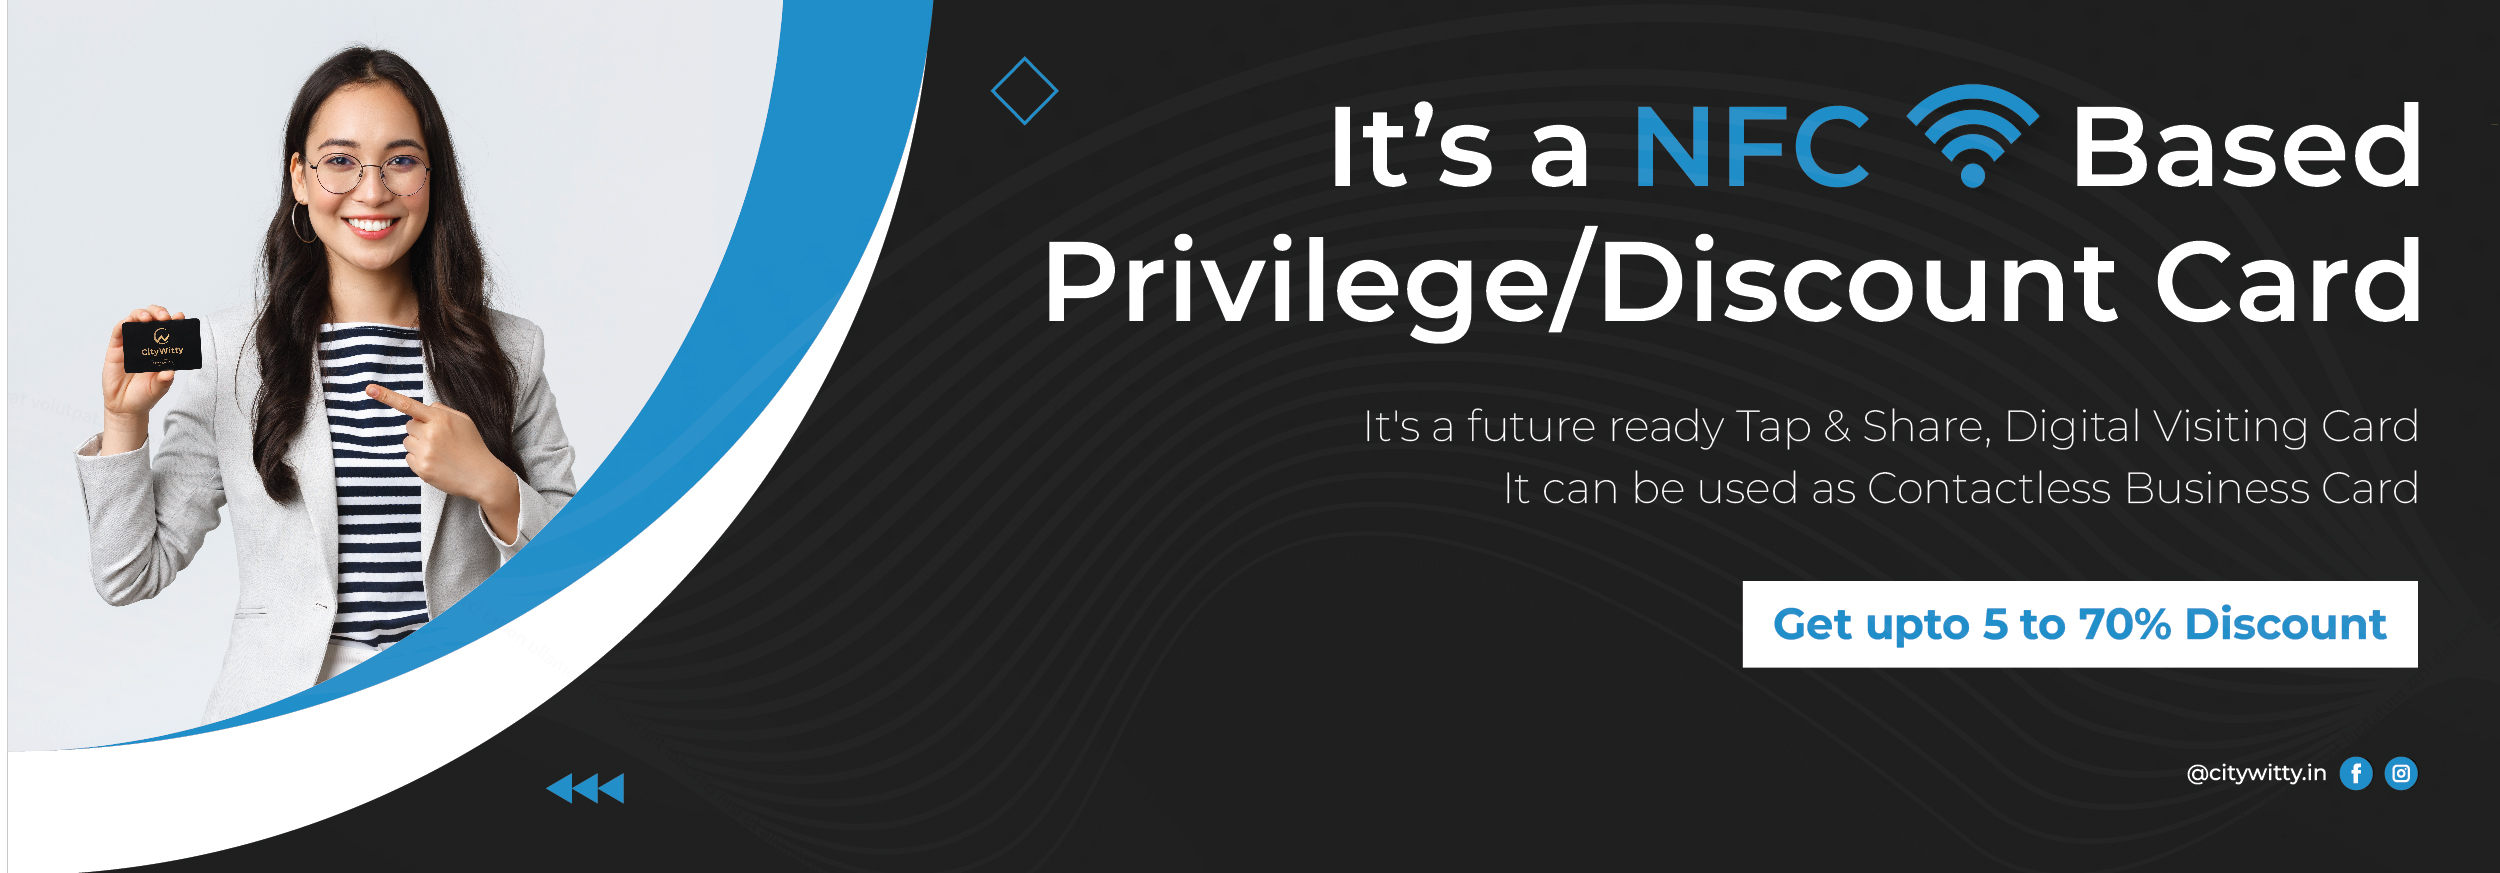 It's a NFC Based
Privilege/Discount Card
It's a future ready Tap & Share, Digital Visiting Card
It can be used as Contactless Business Card
Get upto 5 to 70% Discount
@citywitty.in
CityWitty